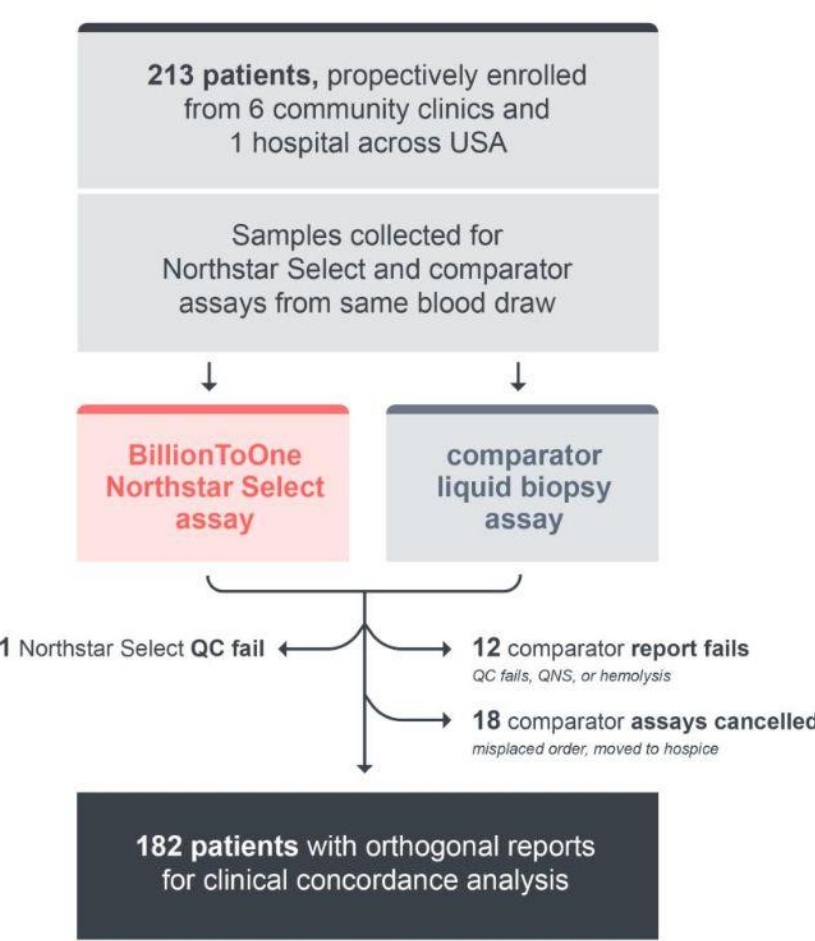 213 patients, propectively enrolled
from 6 community clinics and
1 hospital across USA
Samples collected for
Northstar Select and comparator
assays from same blood draw
BillionToOne
Northstar Select
assay
comparator
liquid biopsy
assay
1 Northstar Select QC fail
12 comparator report fails
QC fails, QNS, or hemolysis
18 comparator assays cancelled
misplaced order, moved to hospice
182 patients with orthogonal reports
for clinical concordance analysis